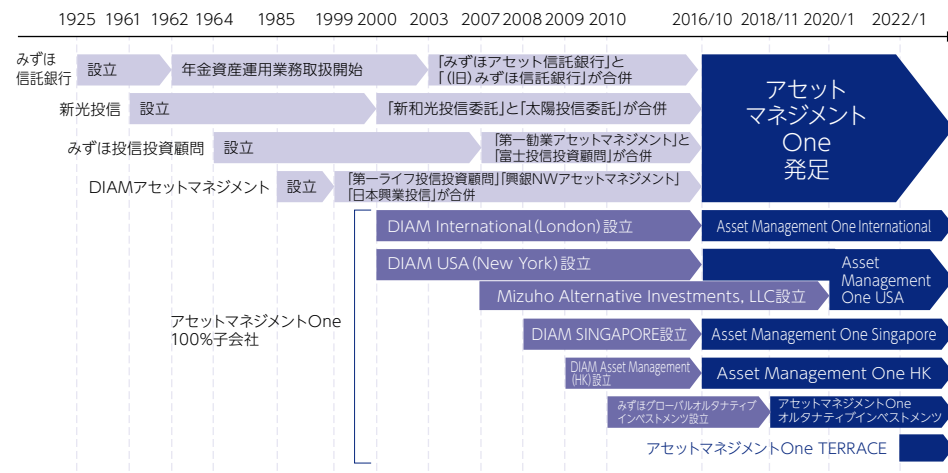 1925 1961 1962 1964 1985 1999 2000 2003 2007 2008 2009 2010 2016/10 2018/11 2020/1 2022/1
みずほ
信託銀行
設立
年金資産運用業務取扱開始
「みずほアセット信託銀行」と
「(旧)みずほ信託銀行」が合併
新光投信
設立
「新和光投信委託」と「太陽投信委託」が合併
みずほ投信投資顧問
設立
「第一勧業アセットマネジメント」と
「富士投信投資顧問」が合併
DIAMアセットマネジメント
設立
「第一ライフ投信投資顧問」「興銀NWアセットマネジメント」
「日本興業投信」が合併
アセット
マネジメント
One
発足
アセットマネジメントOne
100%子会社
DIAM International(London)設立
Asset Management One International
DIAM USA(New York)設立
Mizuho Alternative Investments, LLC設立
Asset
Management
One USA
DIAM SINGAPORE設立
Asset Management One Singapore
DIAM Asset Management
(HK)設立
Asset Management One HK
みずほグローバルオルタナティブ
インベストメンツ設立
アセットマネジメントOne
オルタナティブインベストメンツ
アセットマネジメントOne TERRACE